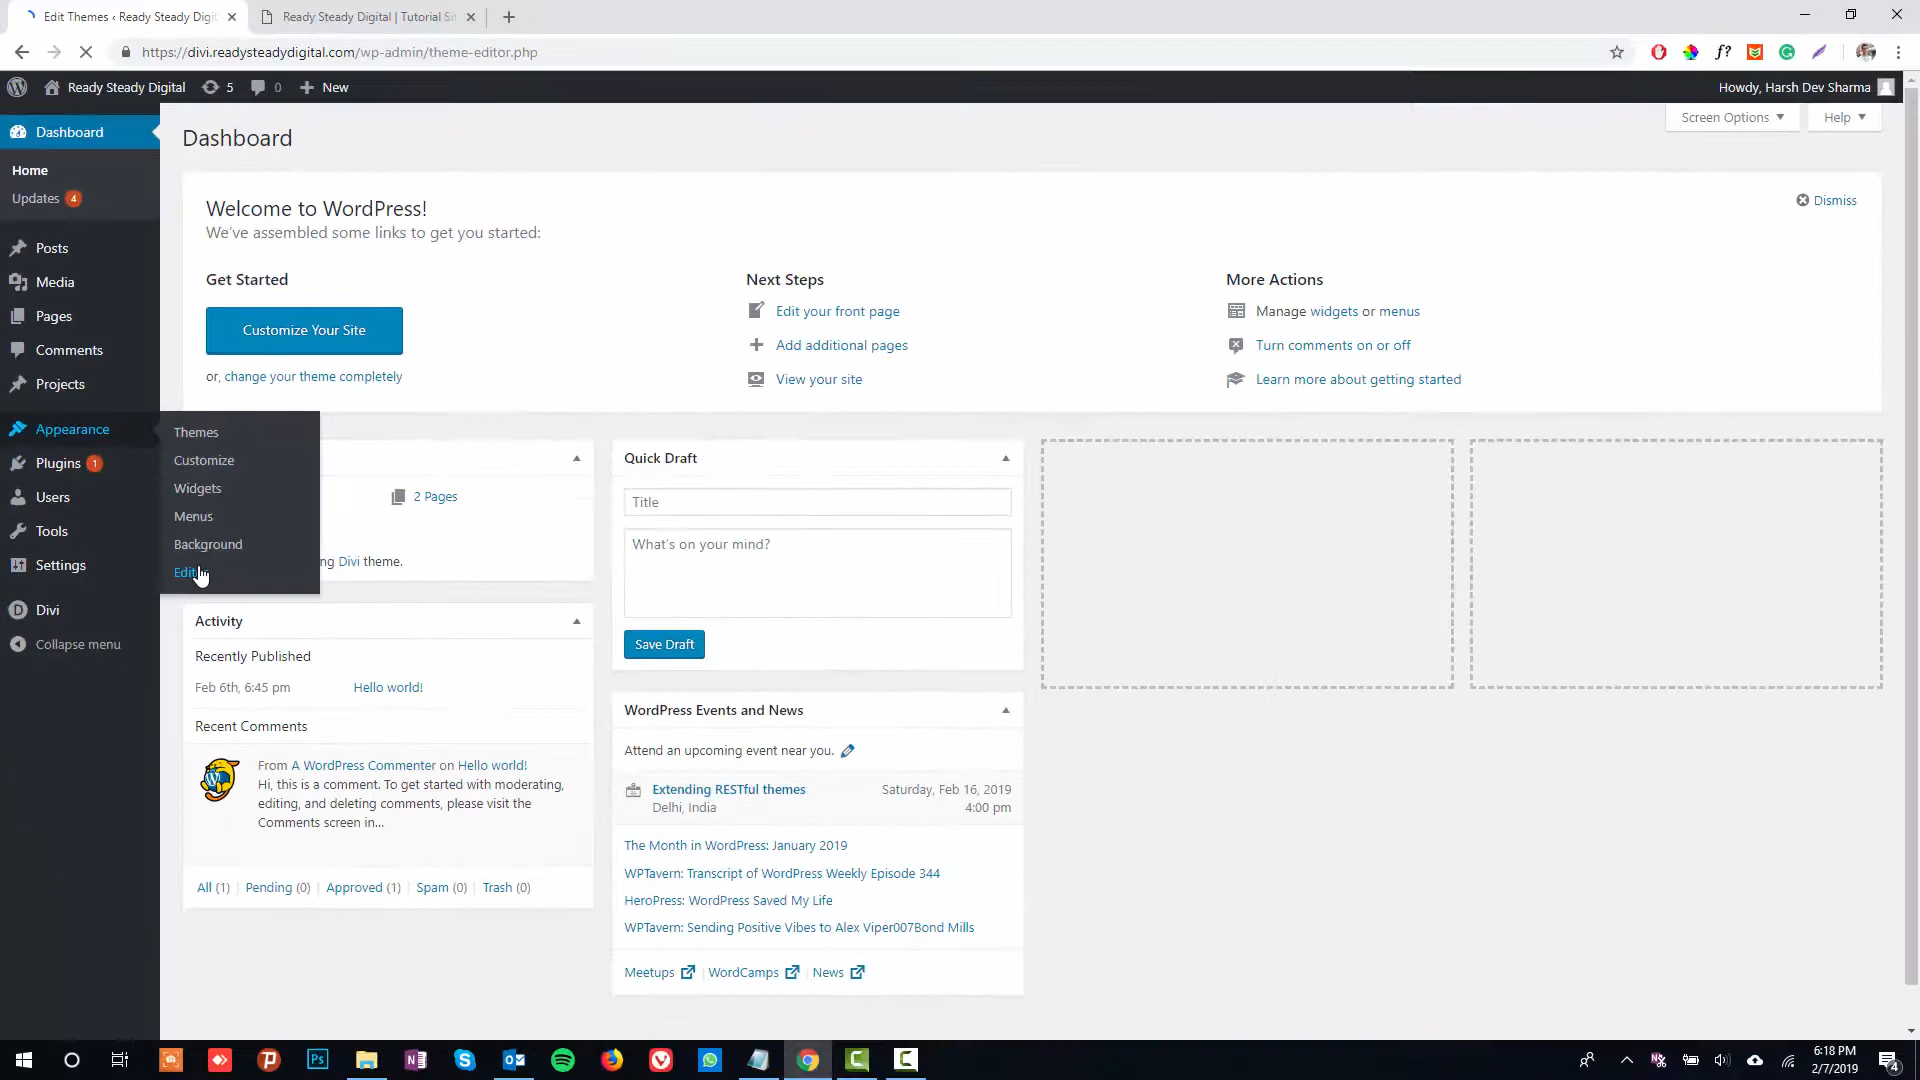 Edit Themes ‹ Ready Steady Digit
Ready Steady Digital | Tutorial Si
https://divi.readysteadydigital.com/wp-admin/theme-editor.php
f?
Ready Steady Digital
5
0
New
Howdy, Harsh Dev Sharma
Dashboard
Home
Updates 4
Posts
Media
Pages
Comments
Projects
Appearance
Plugins 1
Users
Tools
Settings
Divi
Collapse menu
Themes
Customize
Widgets
Menus
Background
Dashboard
Screen Options
Help
Welcome to WordPress!
We've assembled some links to get you started:
Dismiss
Get Started
Customize Your Site
or, change your theme completely
Next Steps
Edit your front page
Add additional pages
View your site
More Actions
Manage widgets or menus
Turn comments on or off
Learn more about getting started
2 Pages
ng Divi theme.
Activity
Recently Published
Feb 6th, 6:45 pm
Hello world!
Recent Comments
From A WordPress Commenter on Hello world!
Hi, this is a comment. To get started with moderating,
editing, and deleting comments, please visit the
Comments screen in…
All (1) | Pending (0) | Approved (1) | Spam (0) | Trash (0)
Quick Draft
Title
What's on your mind?
Save Draft
WordPress Events and News
Attend an upcoming event near you.
Extending RESTful themes
Saturday, Feb 16, 2019
Delhi, India
4:00 pm
The Month in WordPress: January 2019
WPTavern: Transcript of WordPress Weekly Episode 344
HeroPress: WordPress Saved My Life
WPTavern: Sending Positive Vibes to Alex Viper007Bond Mills
Meetups | WordCamps | News
Ps
6:18 PM
2/7/2019
4